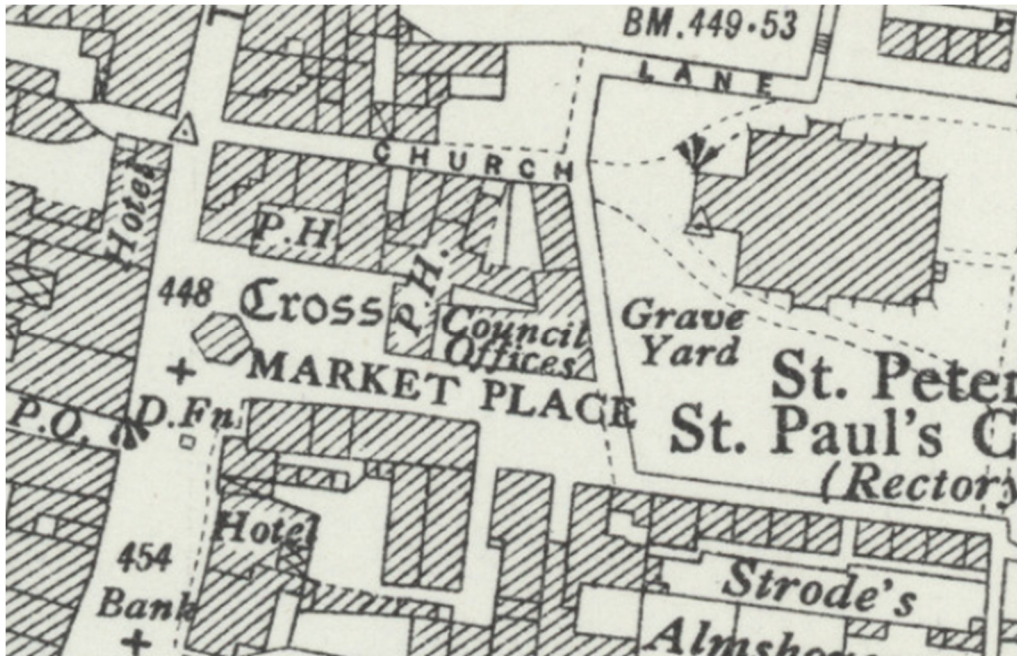 BM.449·53
LANE
CHURCH
Hotel
P.H.
P.H.
448
Cross
Council
Offices
Grave
Yard
MARKET PLACE
St. Peter
St. Paul's C
(Rectory
P.O.
D.Fn.
Hotel
454
Bank
Strode's
Almshou